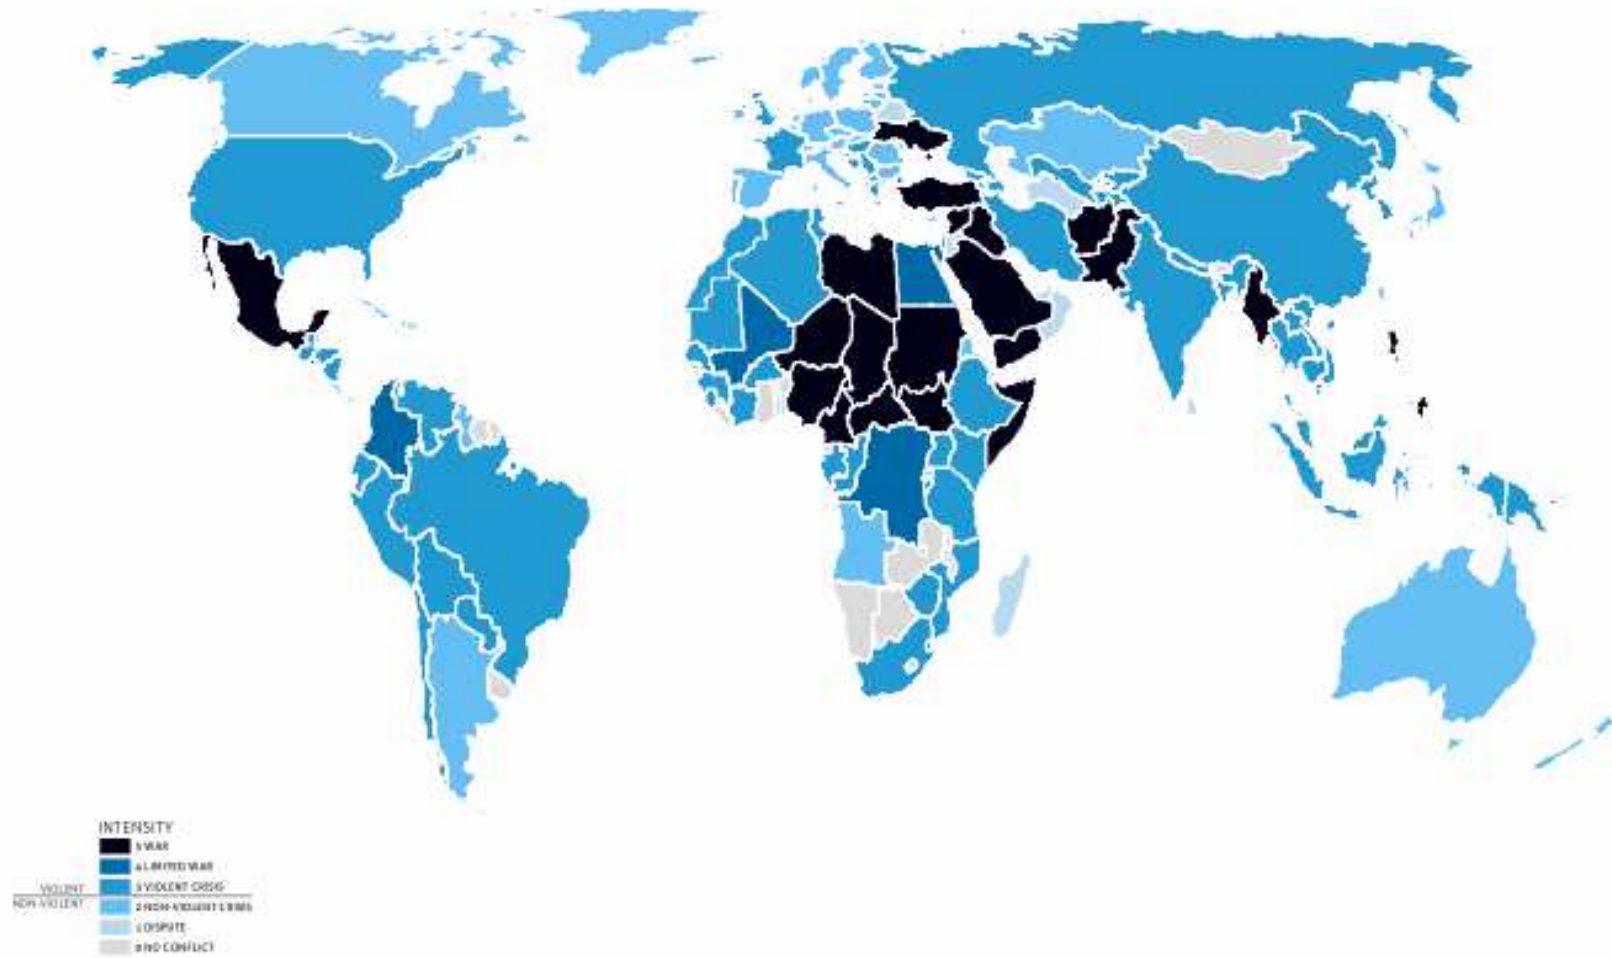 INTENSITY
5 WAR
4 LIMITED WAR
3 VIOLENT CRISIS
VIOLENT
NON-VIOLENT
2 NON-VIOLENT CRISIS
1 DISPUTE
0 NO CONFLICT